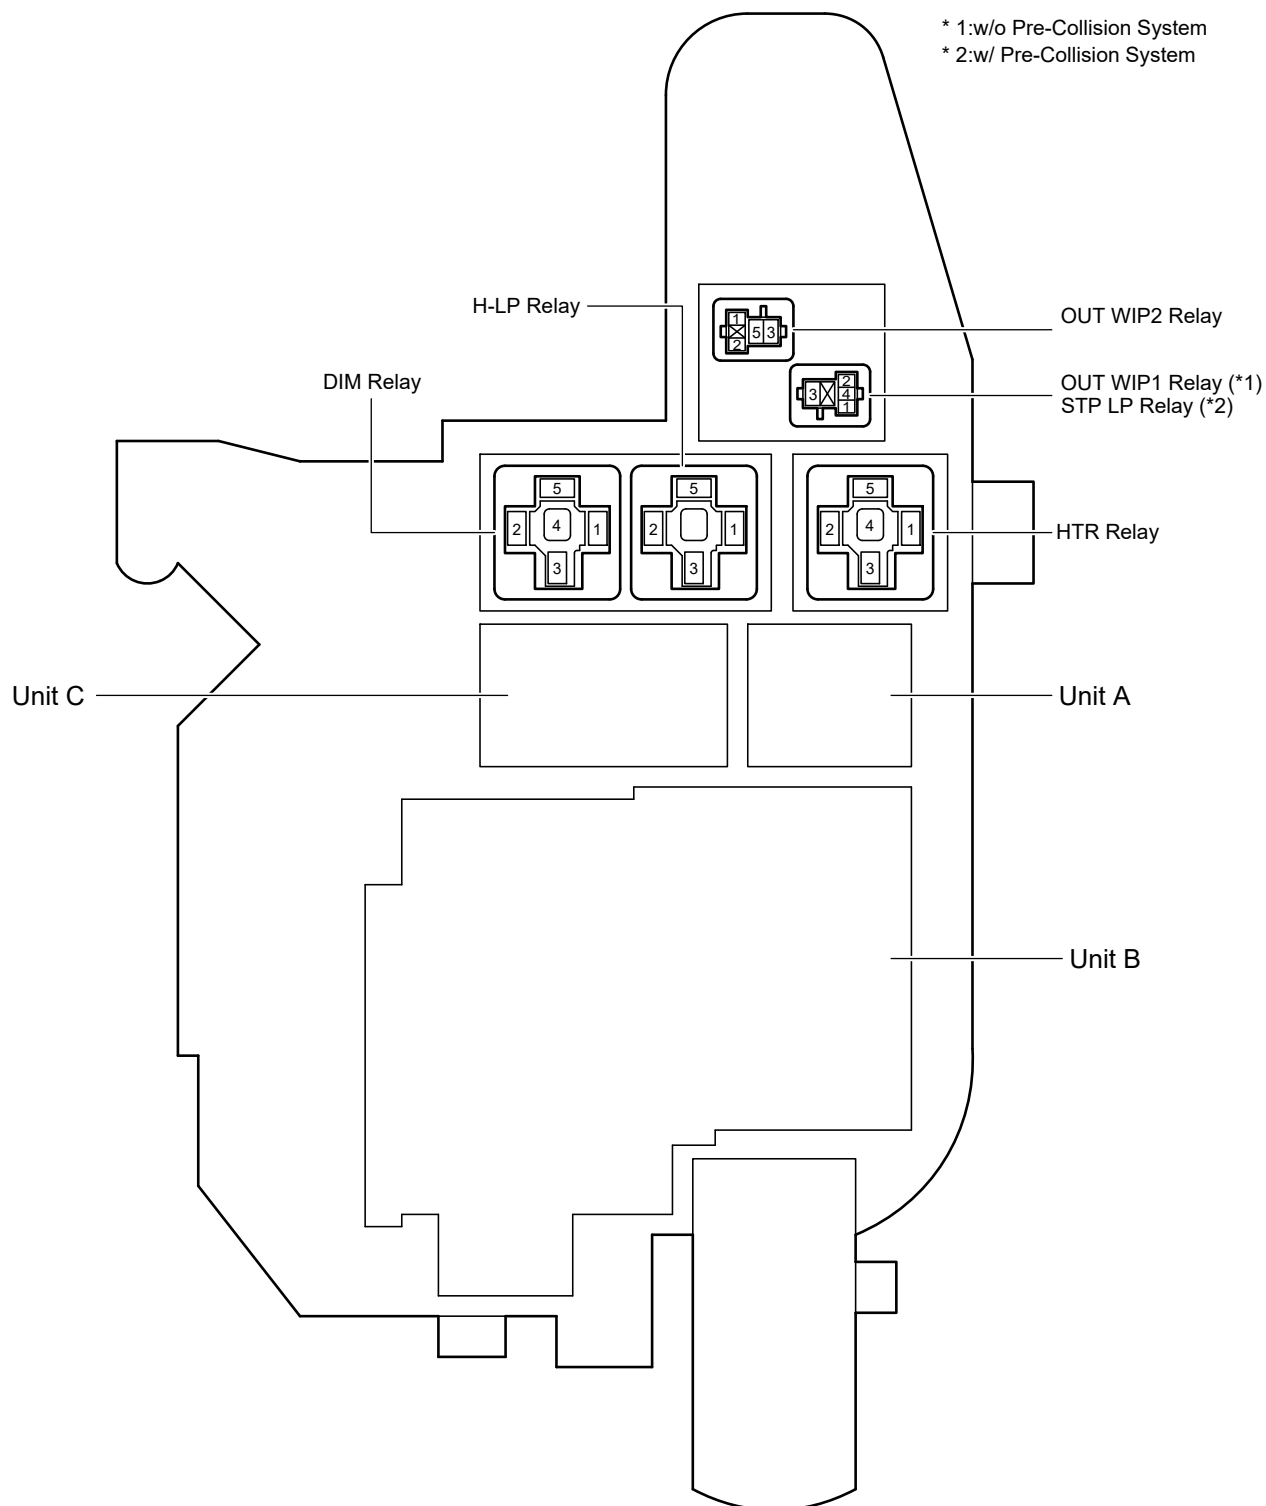 * 1:w/o Pre-Collision System
* 2:w/ Pre-Collision System
H-LP Relay
1
5 3
2
OUT WIP2 Relay
DIM Relay
2
3 4
1
OUT WIP1 Relay (*1)
STP LP Relay (*2)
5
2 4 1
3
5
2 1
3
5
2 4 1
3
HTR Relay
Unit C
Unit A
Unit B